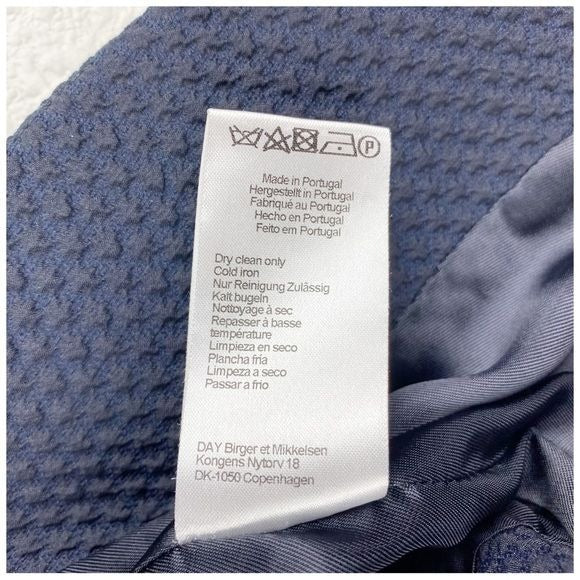 P
Made in Portugal
Hergestellt in Portugal
Fabriqué au Portugal
Hecho en Portugal
Feito em Portugal
Dry clean only
Cold iron
Nur Reinigung Zulässig
Kalt bugeln
Nottoyage à sec
Repasser à basse
température
Limpieza en seco
Plancha fría
Limpeza a seco
Passar a frio
DAY Birger et Mikkelsen
Kongens Nytorv 18
DK-1050 Copenhagen